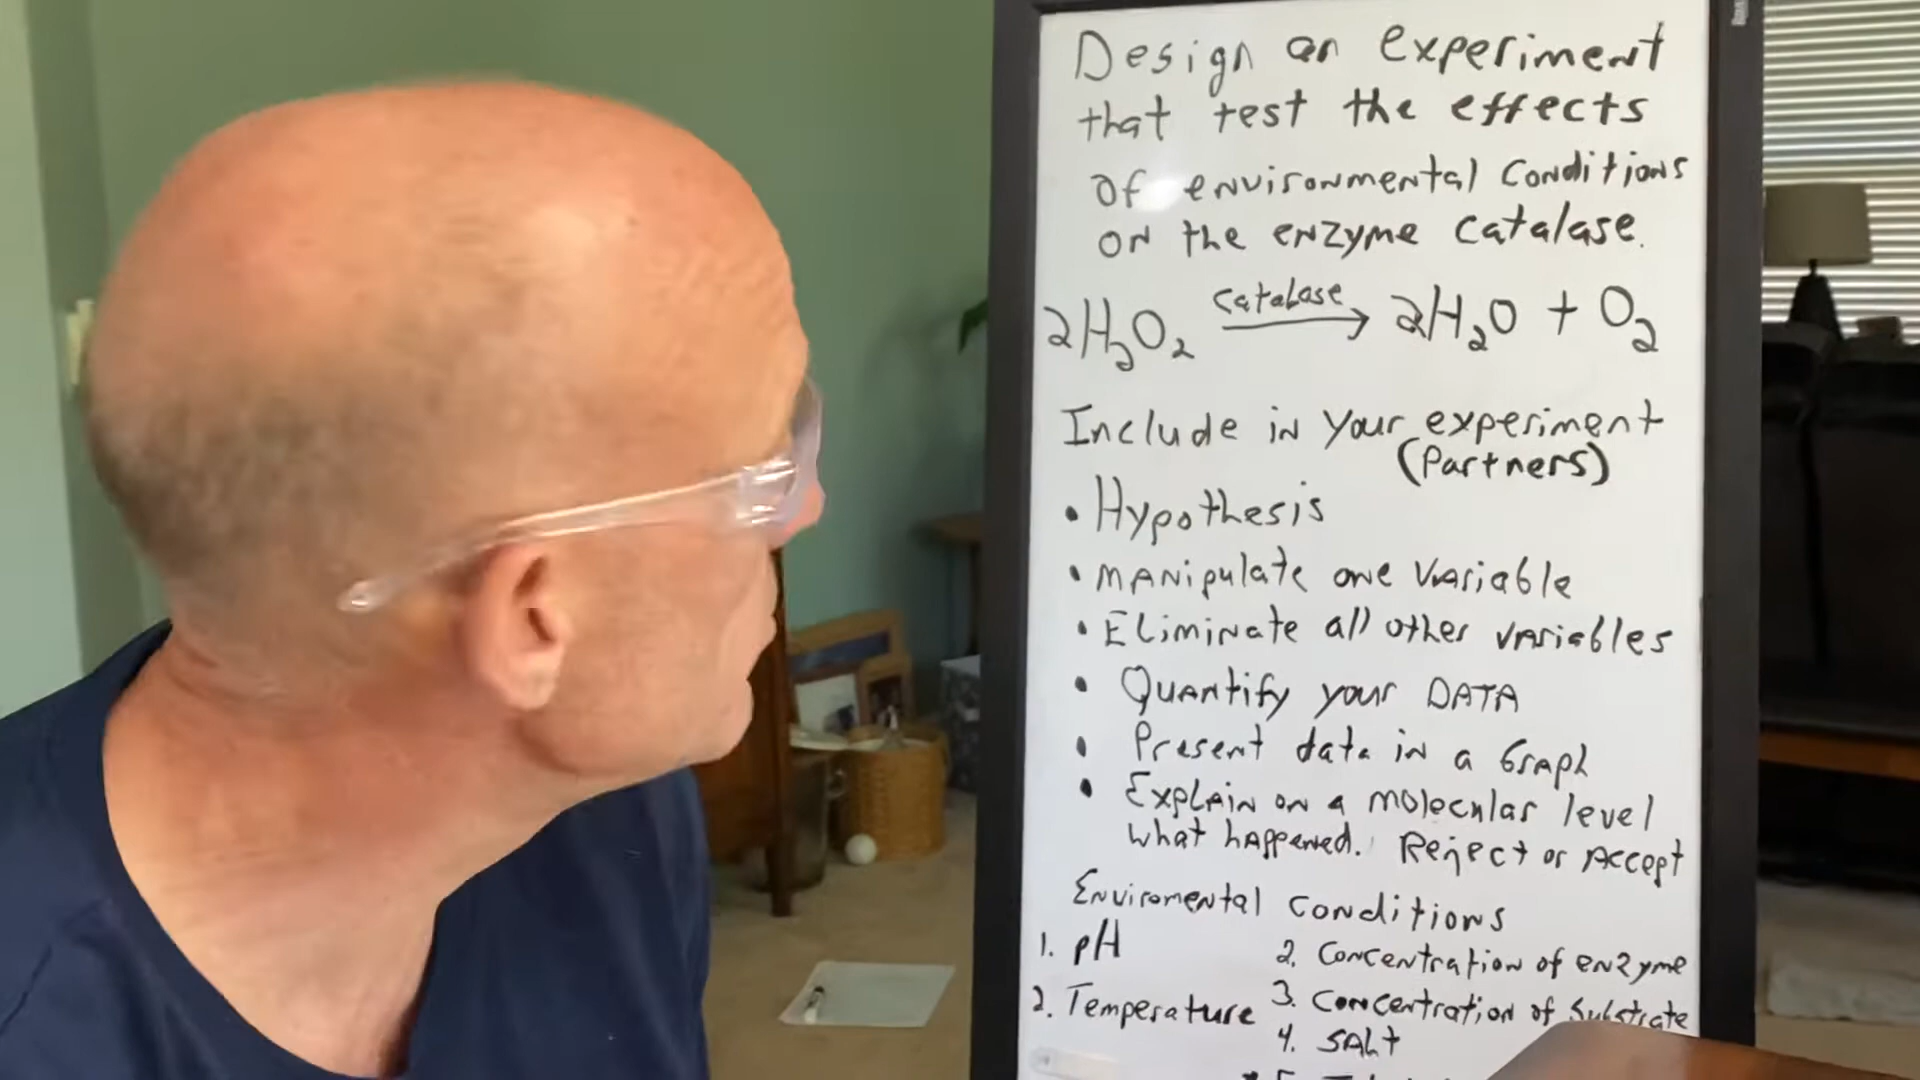 Design an experiment
that test the effects
of environmental conditions
on the enzyme catalase.
2H₂O₂ catalase → 2H₂O + O₂
Include in your experiment
(Partners)
• Hypothesis
• Manipulate one variable
• Eliminate all other variables
• Quantify your DATA
• Present data in a Graph
• Explain on a molecular level
what happened. Reject or Accept
Enviromental conditions
1. pH
2. Temperature
2. Concentration of enzyme
3. Concentration of substrate
4. SALt
5.